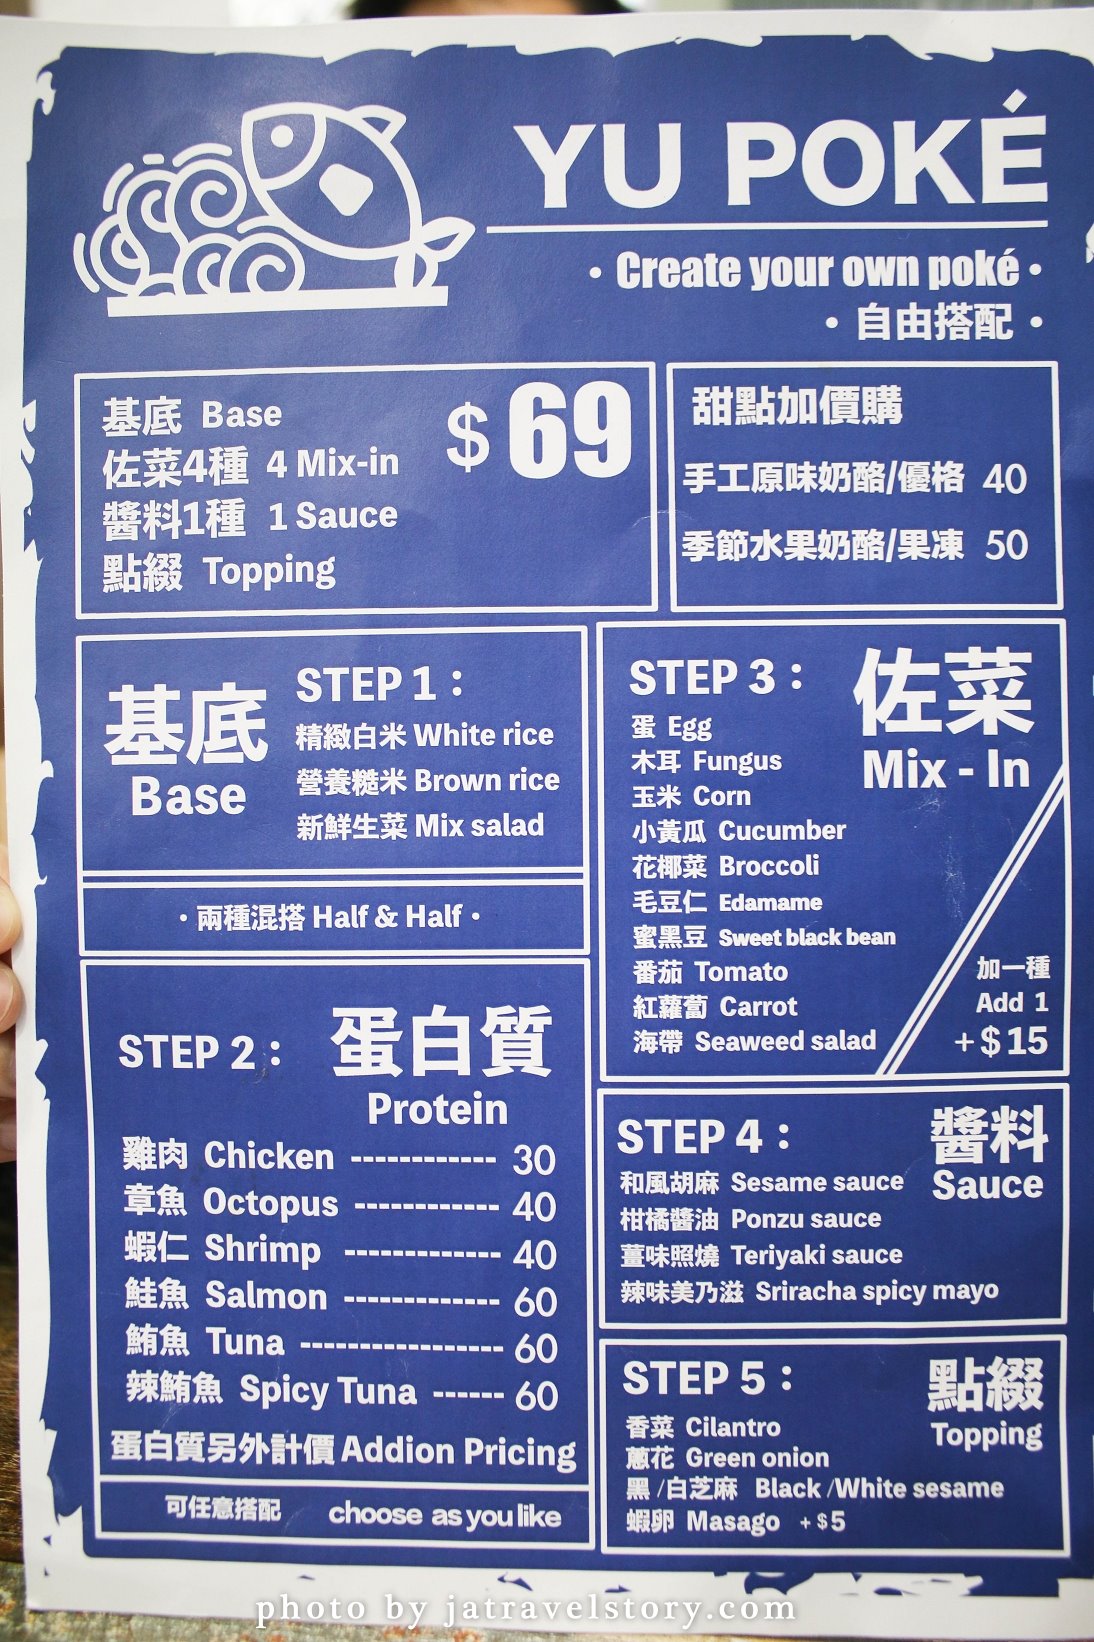 YU POKÉ
• Create your own poké •
• 自由搭配 •
基底 Base
佐菜4種 4 Mix-in
醬料1種 1 Sauce
點綴 Topping
$69
甜點加價購
手工原味奶酪/優格 40
季節水果奶酪/果凍 50
基底
Base
STEP 1：
精緻白米 White rice
營養糙米 Brown rice
新鮮生菜 Mix salad
• 兩種混搭 Half & Half •
STEP 2：
蛋白質
Protein
雞肉 Chicken ------------ 30
章魚 Octopus ------------ 40
蝦仁 Shrimp ------------- 40
鮭魚 Salmon ------------- 60
鮪魚 Tuna ----------------- 60
辣鮪魚 Spicy Tuna ------ 60
蛋白質另外計價 Addion Pricing
可任意搭配 choose as you like
STEP 3：
佐菜
Mix - In
蛋 Egg
木耳 Fungus
玉米 Corn
小黃瓜 Cucumber
花椰菜 Broccoli
毛豆仁 Edamame
蜜黑豆 Sweet black bean
番茄 Tomato
紅蘿蔔 Carrot
海帶 Seaweed salad
加一種
Add 1
+$15
STEP 4：
醬料
Sauce
和風胡麻 Sesame sauce
柑橘醬油 Ponzu sauce
薑味照燒 Teriyaki sauce
辣味美乃滋 Sriracha spicy mayo
STEP 5：
點綴
Topping
香菜 Cilantro
蔥花 Green onion
黑 /白芝麻 Black /White sesame
蝦卵 Masago +$5
photo by jatravelstory.com